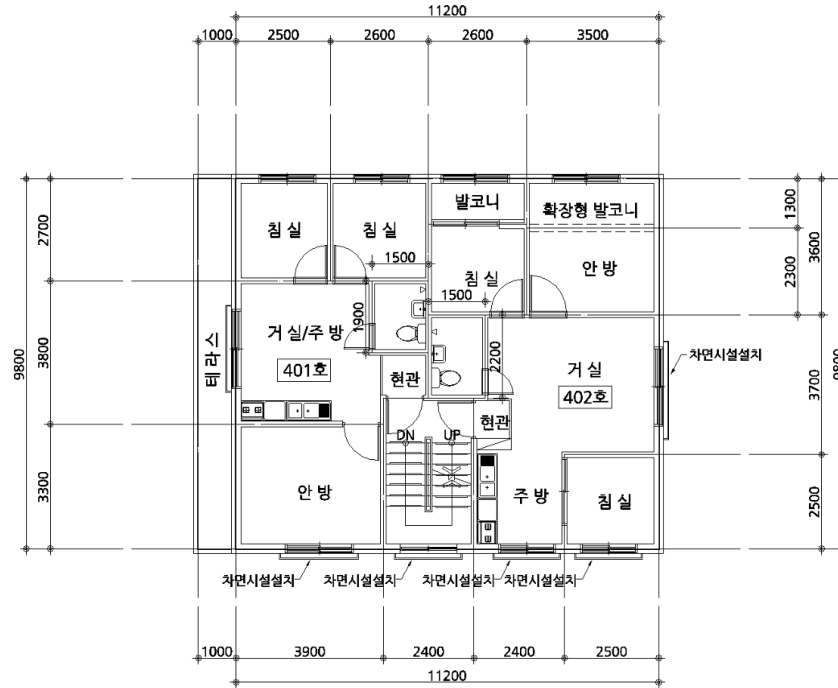 11200
1000 2500 2600 2600 3500
발코니
확장형 발코니
침 실 침 실
침 실
안 방
1500
1500
2700
3800
3300
9800
1300
2300
3600
3700
2500
9800
테라스
거 실/주 방
401호
1900
현관
2200
거 실
402호
차면시설설치
현관
DN UP
안 방
주 방
침 실
차면시설설치 차면시설설치 차면시설설치 차면시설설치
1000 3900 2400 2400 2500
11200